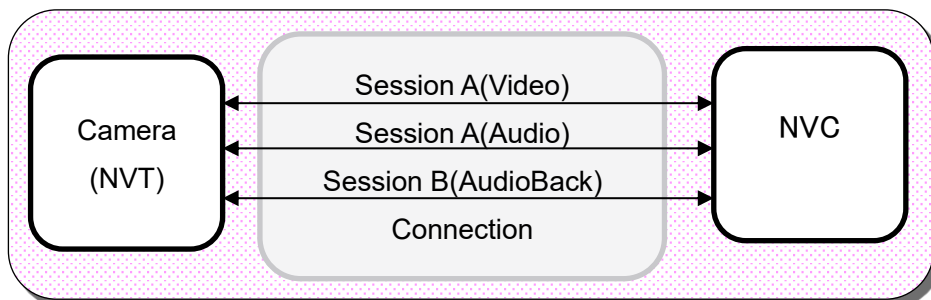 Camera
(NVT)
Session A(Video)
Session A(Audio)
Session B(AudioBack)
Connection
NVC